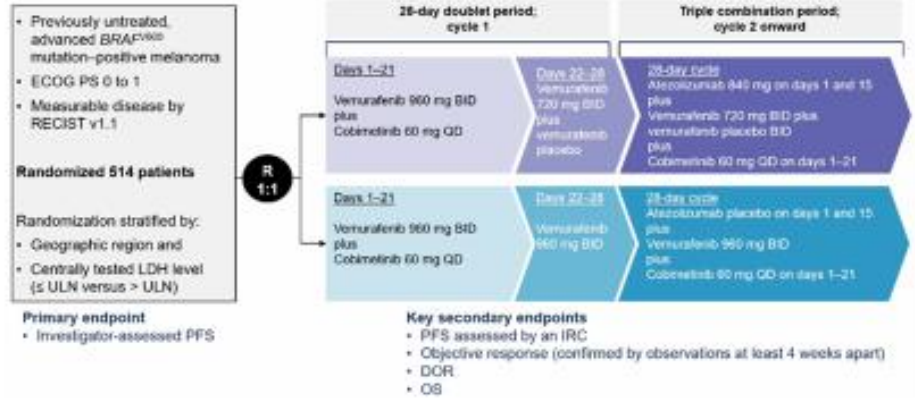 • Previously untreated,
advanced BRAFV600
mutation–positive melanoma
• ECOG PS 0 to 1
• Measurable disease by
RECIST v1.1
Randomized 514 patients
Randomization stratified by:
• Geographic region and
• Centrally tested LDH level
(≤ ULN versus > ULN)
R
1:1
28-day doublet period;
cycle 1
Triple combination period;
cycle 2 onward
Days 1–21
Vemurafenib 960 mg BID
plus
Cobimetinib 60 mg QD
Days 22–28
Vemurafenib
720 mg BID
plus
vemurafenib
placebo
28-day cycle
Atezolizumab 840 mg on days 1 and 15
plus
Vemurafenib 720 mg BID plus
vemurafenib placebo BID
plus
Cobimetinib 60 mg QD on days 1–21
Days 1–21
Vemurafenib 960 mg BID
plus
Cobimetinib 60 mg QD
Days 22–28
Vemurafenib
960 mg BID
28-day cycle
Atezolizumab placebo on days 1 and 15
plus
Vemurafenib 960 mg BID
plus
Cobimetinib 60 mg QD on days 1–21
Primary endpoint
• Investigator-assessed PFS
Key secondary endpoints
• PFS assessed by an IRC
• Objective response (confirmed by observations at least 4 weeks apart)
• DOR
• OS